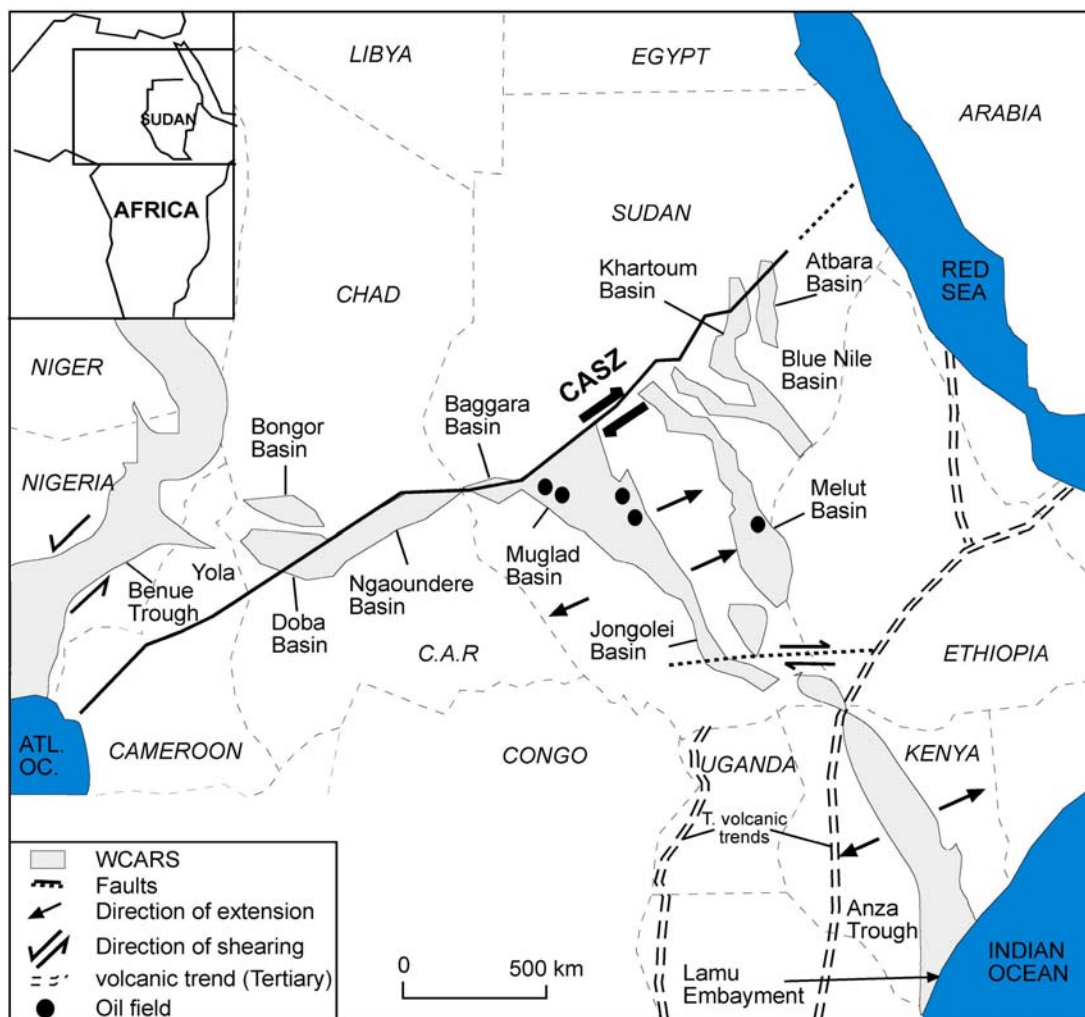 LIBYA
EGYPT
ARABIA
SUDAN
AFRICA
SUDAN
Khartoum
Basin
Atbara
Basin
RED
SEA
CHAD
NIGER
CASZ
Blue Nile
Basin
Baggara
Basin
Bongor
Basin
NIGERIA
Melut
Basin
Muglad
Basin
Yola
Benue
Trough
Ngaoundere
Basin
Doba
Basin
Jongolei
Basin
C.A.R
ETHIOPIA
ATL.
OC.
CAMEROON
CONGO
UGANDA
KENYA
T. volcanic
trends
WCARS
Faults
Direction of extension
Direction of shearing
volcanic trend (Tertiary)
Oil field
0
500 km
Anza
Trough
Lamu
Embayment
INDIAN
OCEAN